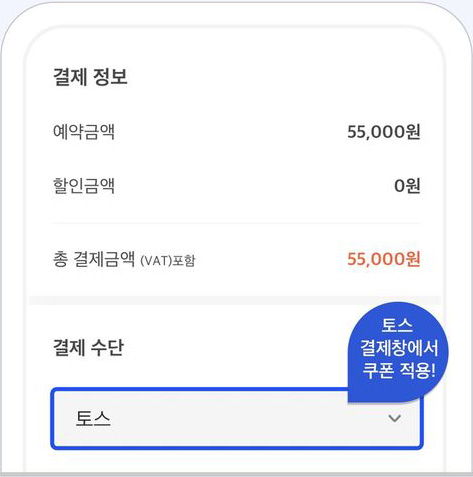 결제 정보
예약금액 55,000원
할인금액 0원
총 결제금액 (VAT)포함 55,000원
토스
결제창에서
쿠폰 적용!
결제 수단
토스